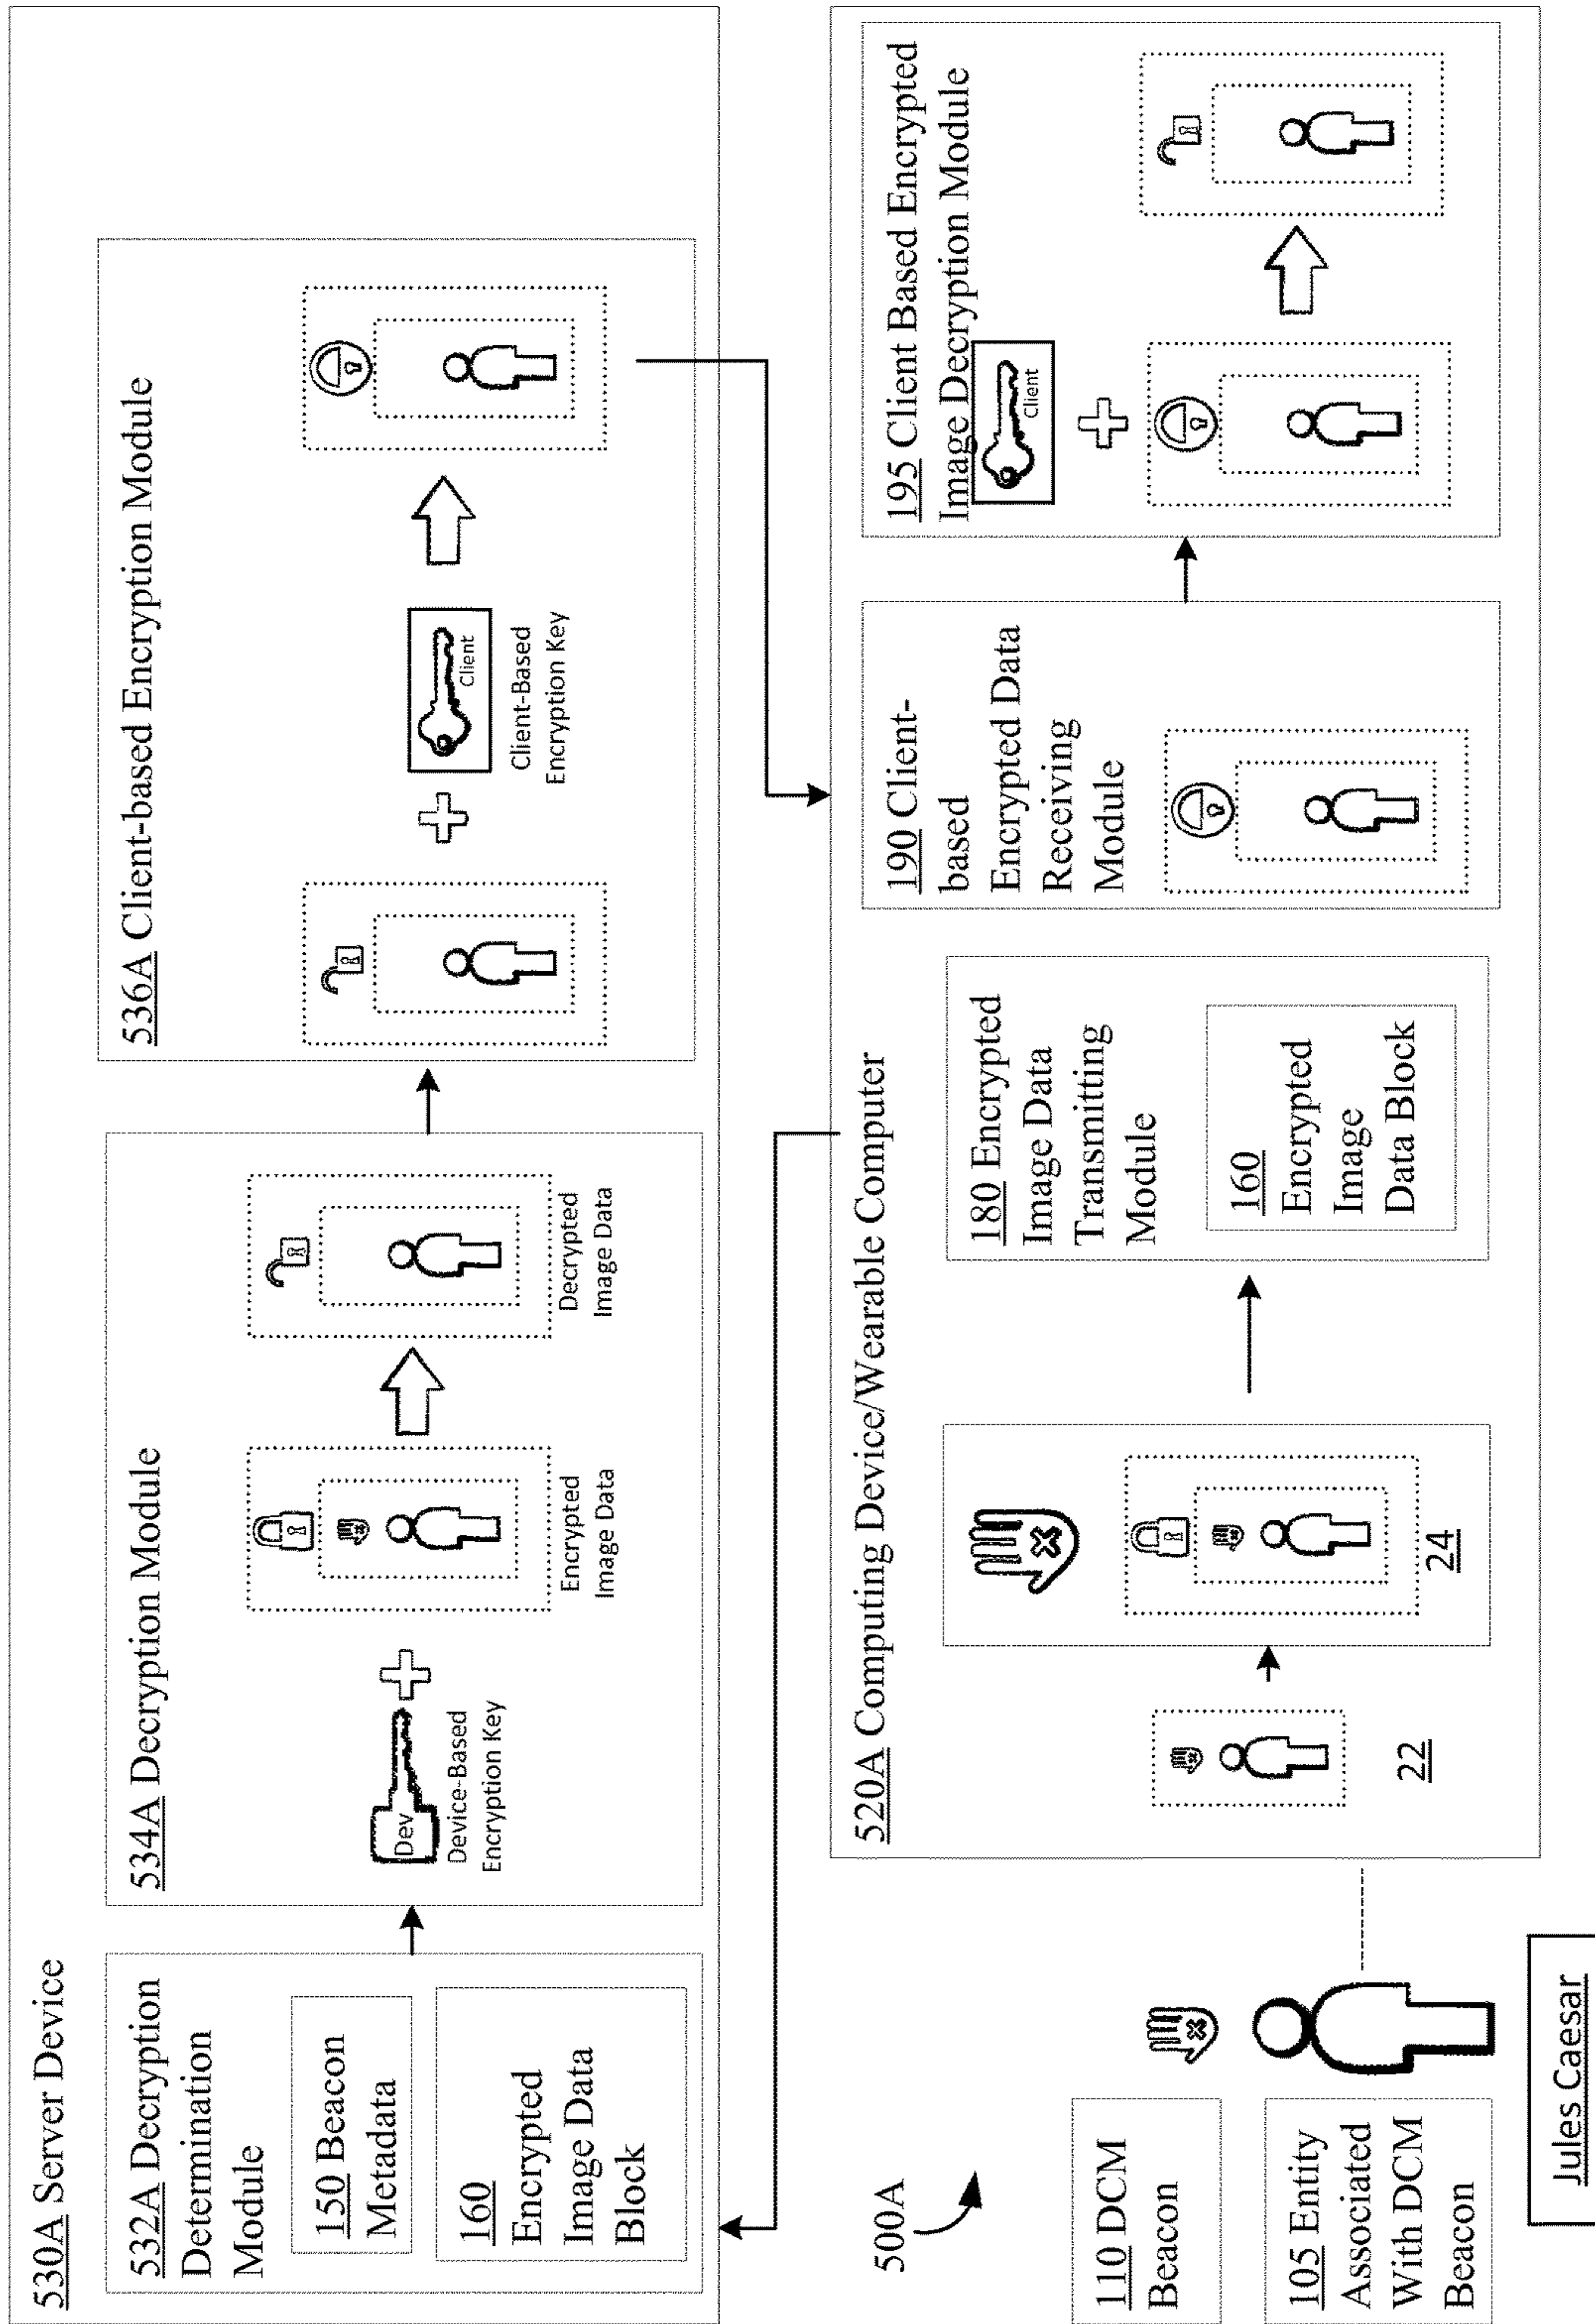 530A Server Device
532A Decryption
Determination
Module
150 Beacon
Metadata
160
Encrypted
Image Data
Block
534A Decryption Module
Dev
Device-Based
Encryption Key
Encrypted
Image Data
Decrypted
Image Data
536A Client-based Encryption Module
Client
Client-Based
Encryption Key
500A
110 DCM
Beacon
105 Entity
Associated
With DCM
Beacon
Jules Caesar
520A Computing Device/Wearable Computer
22
24
180 Encrypted
Image Data
Transmitting
Module
160
Encrypted
Image
Data Block
190 Client-
based
Encrypted Data
Receiving
Module
195 Client Based Encrypted
Image Decryption Module
Client